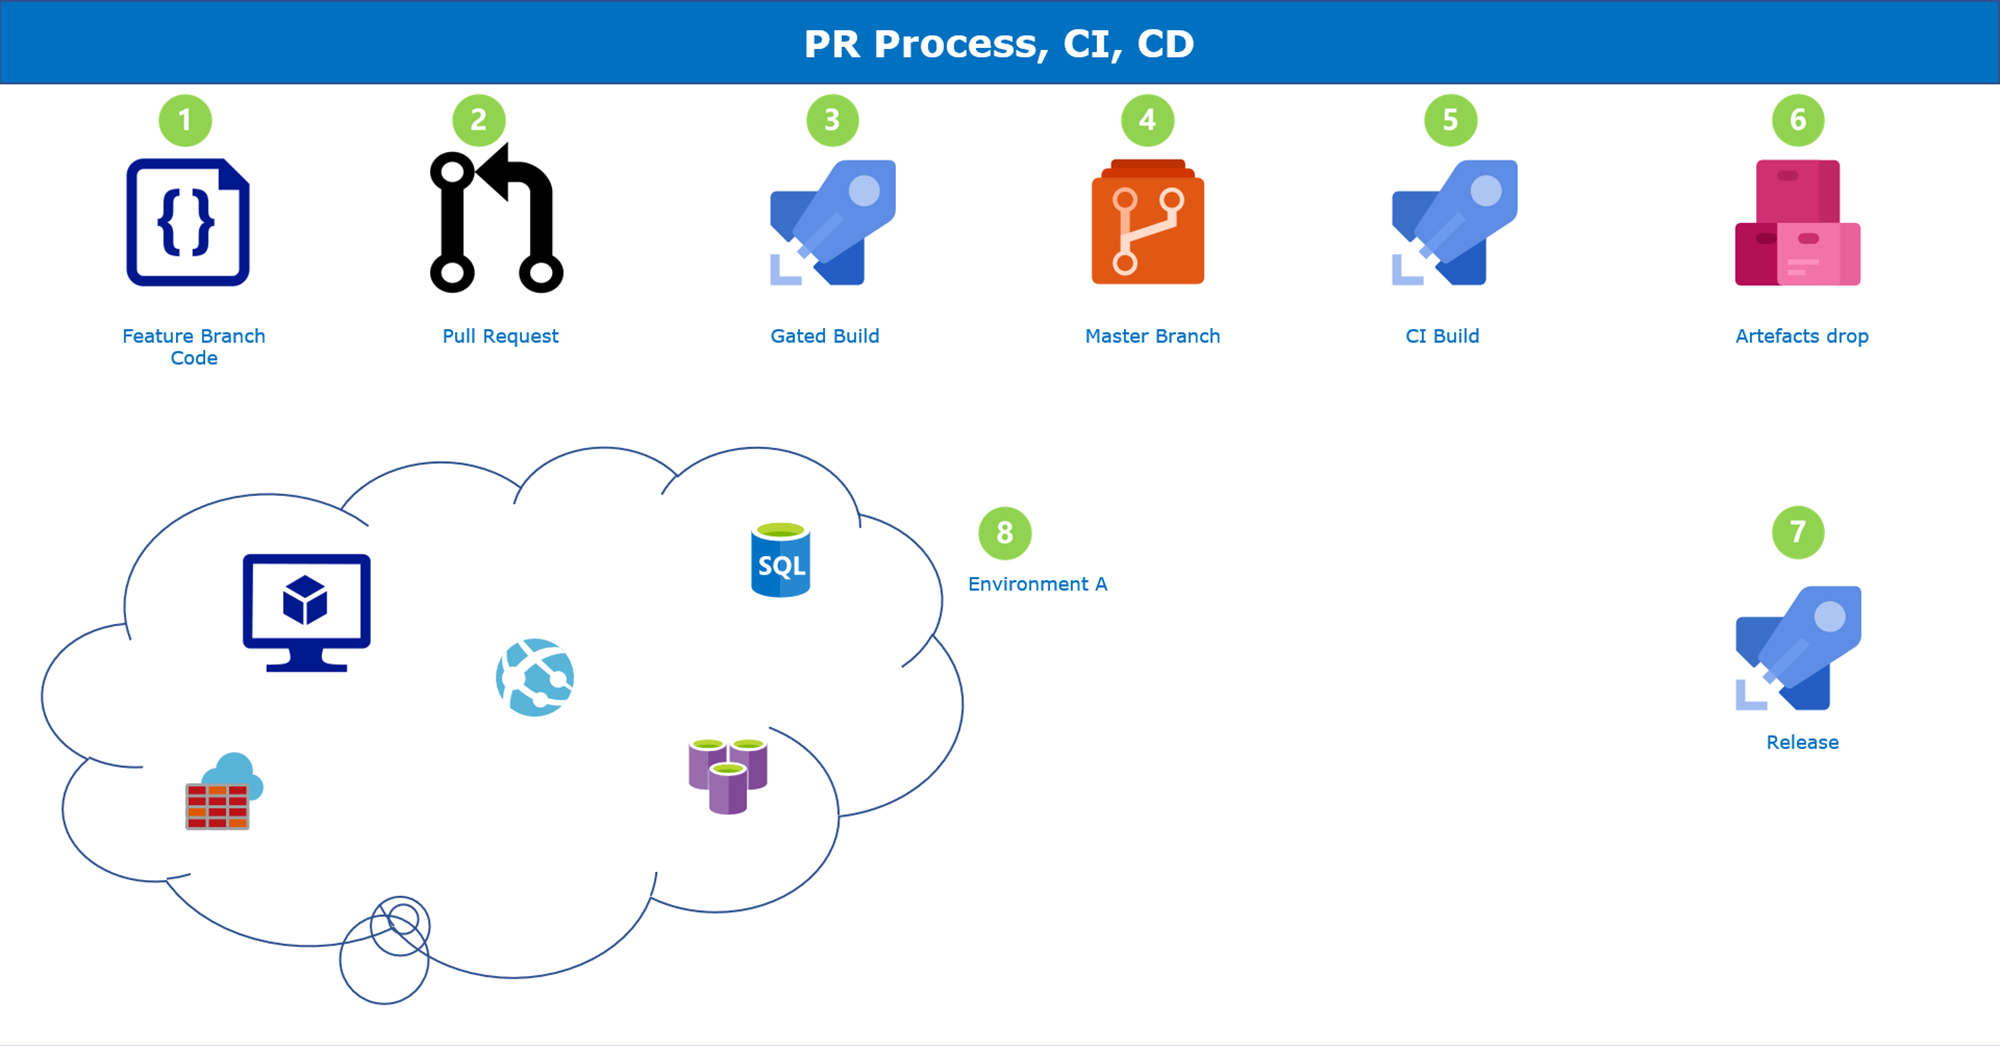 PR Process, CI, CD
1
2
3
4
5
6
{}
Feature Branch
Code
Pull Request
Gated Build
Master Branch
CI Build
Artefacts drop
8
7
SQL
Environment A
Release